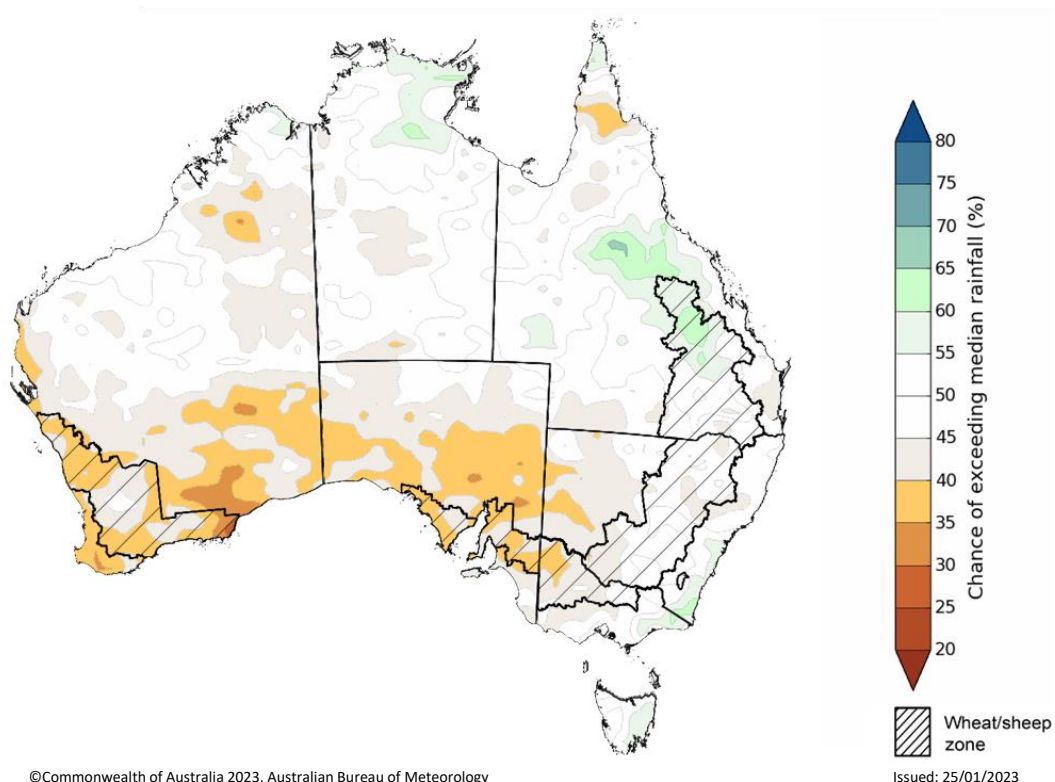 80
75
70
65
60
55
50
45
40
35
30
25
20
Chance of exceeding median rainfall (%)
Wheat/sheep
zone
©Commonwealth of Australia 2023. Australian Bureau of Meteorology
Issued: 25/01/2023